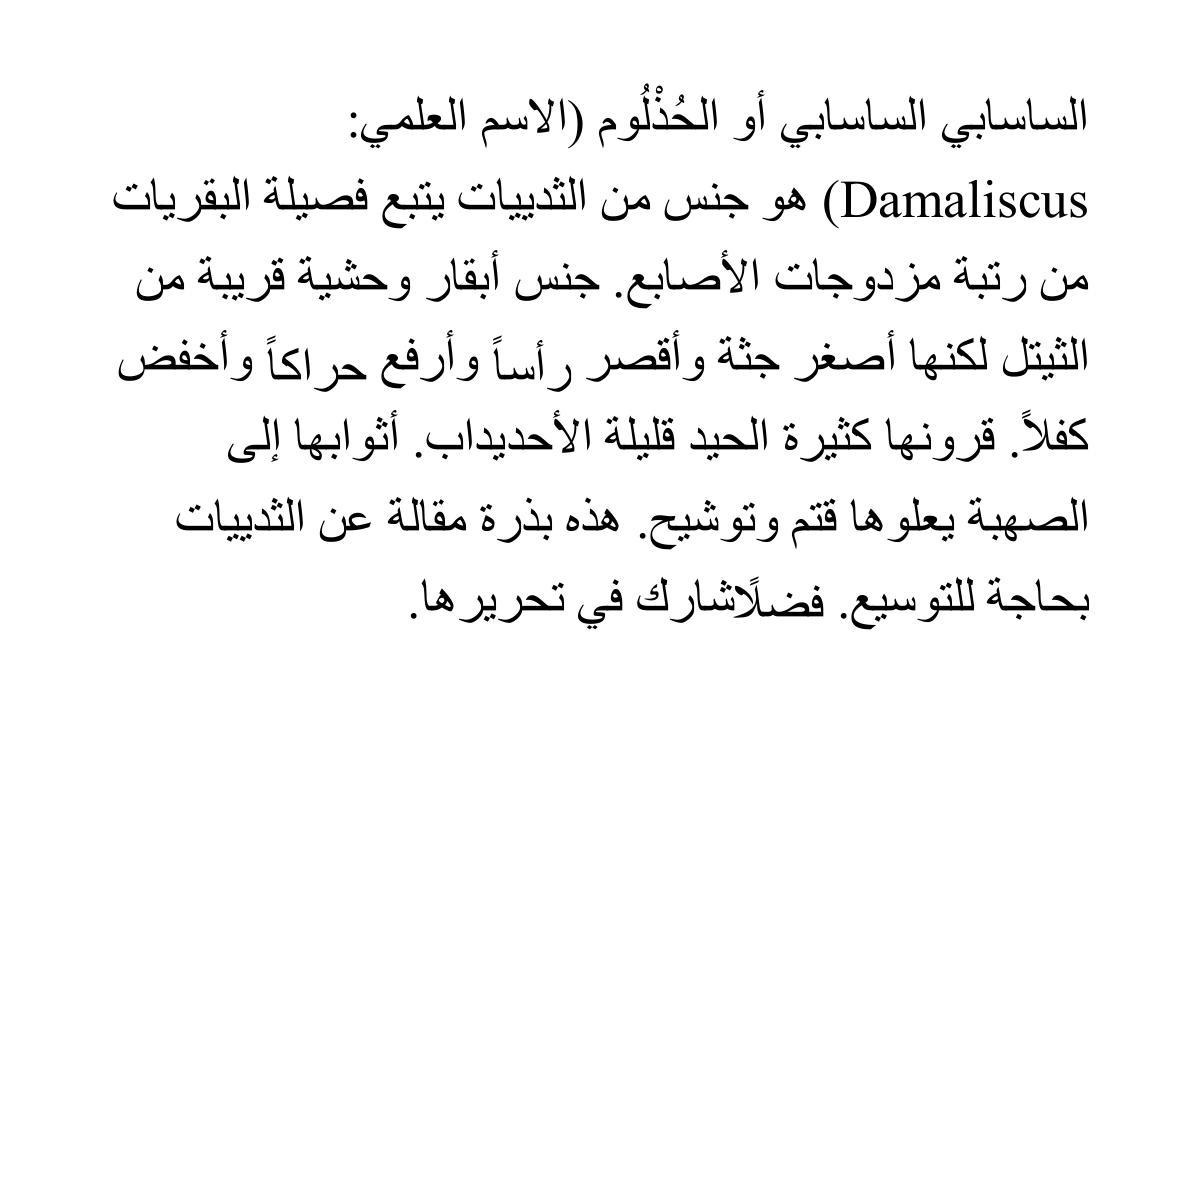 الساسابي الساسابي أو الحُذْلُوم (الاسم العلمي:
Damaliscus) هو جنس من الثدييات يتبع فصيلة البقريات
من رتبة مزدوجات الأصابع. جنس أبقار وحشية قريبة من
الثيتل لكنها أصغر جثة وأقصر رأساً وأرفع حراكاً وأخفض
كفلاً. قرونها كثيرة الحيد قليلة الأحديداب. أثوابها إلى
الصهبة يعلوها قتم وتوشيح. هذه بذرة مقالة عن الثدييات
بحاجة للتوسيع. فضلًاشارك في تحريرها.